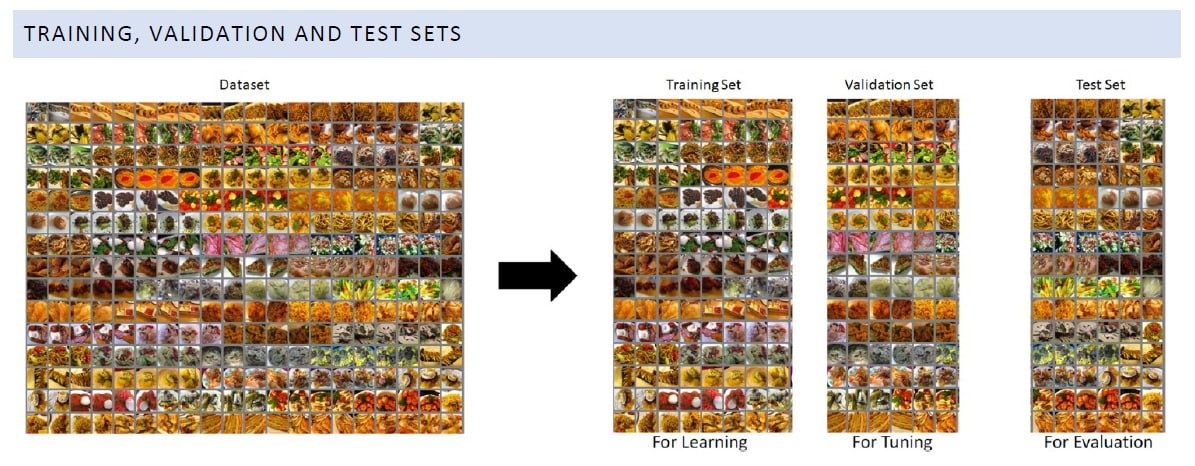 TRAINING, VALIDATION AND TEST SETS
Dataset
Training Set
Validation Set
Test Set
For Learning
For Tuning
For Evaluation